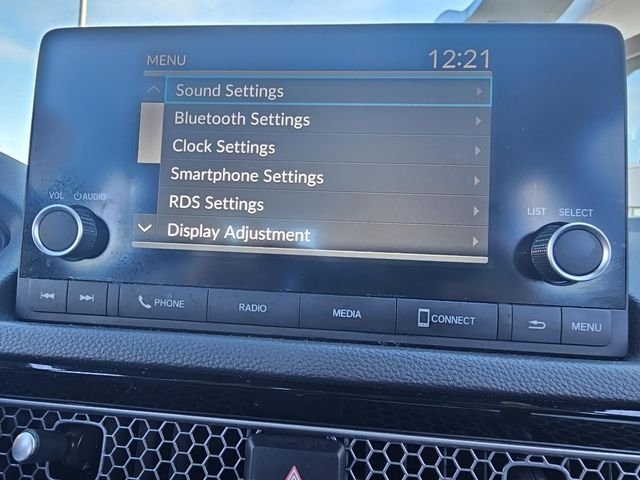 MENU 12:21
Sound Settings
Bluetooth Settings
Clock Settings
Smartphone Settings
RDS Settings
Display Adjustment
VOL AUDIO
LIST SELECT
PHONE RADIO MEDIA CONNECT MENU